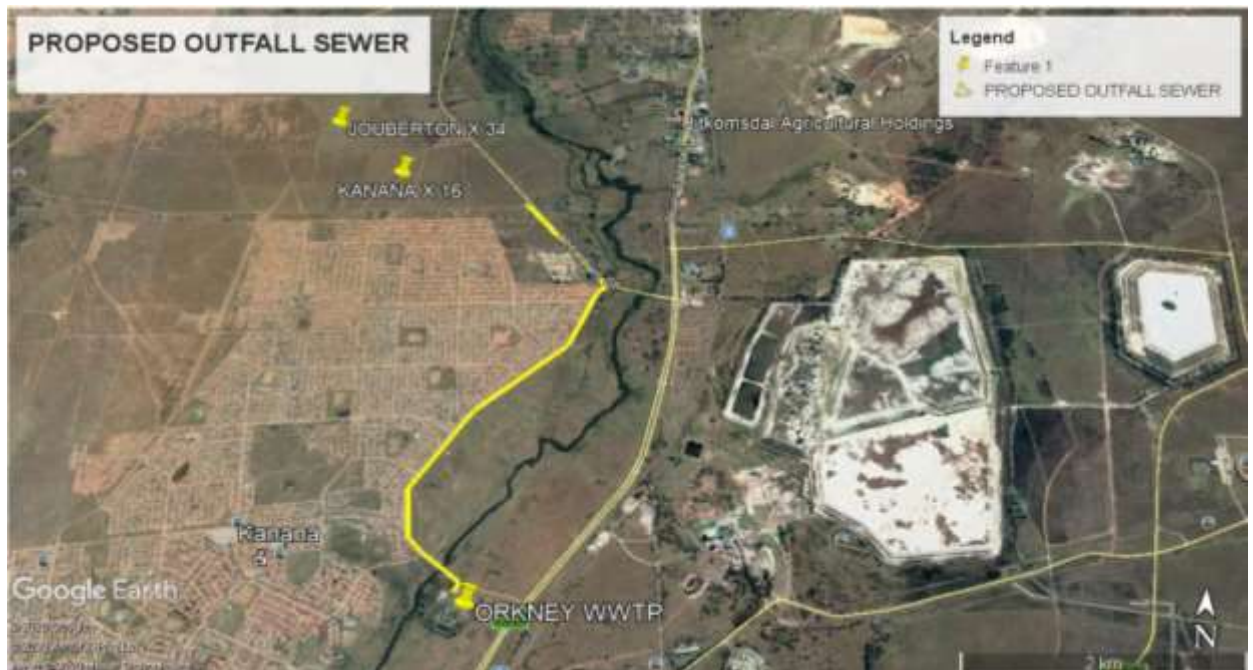 PROPOSED OUTFALL SEWER
Legend
Feature 1
PROPOSED OUTFALL SEWER
JOUBERTON X 34
Agricultural Holdings
KANANA X 16
Kanana
Google Earth
ORKNEY WWTP
N
2 km